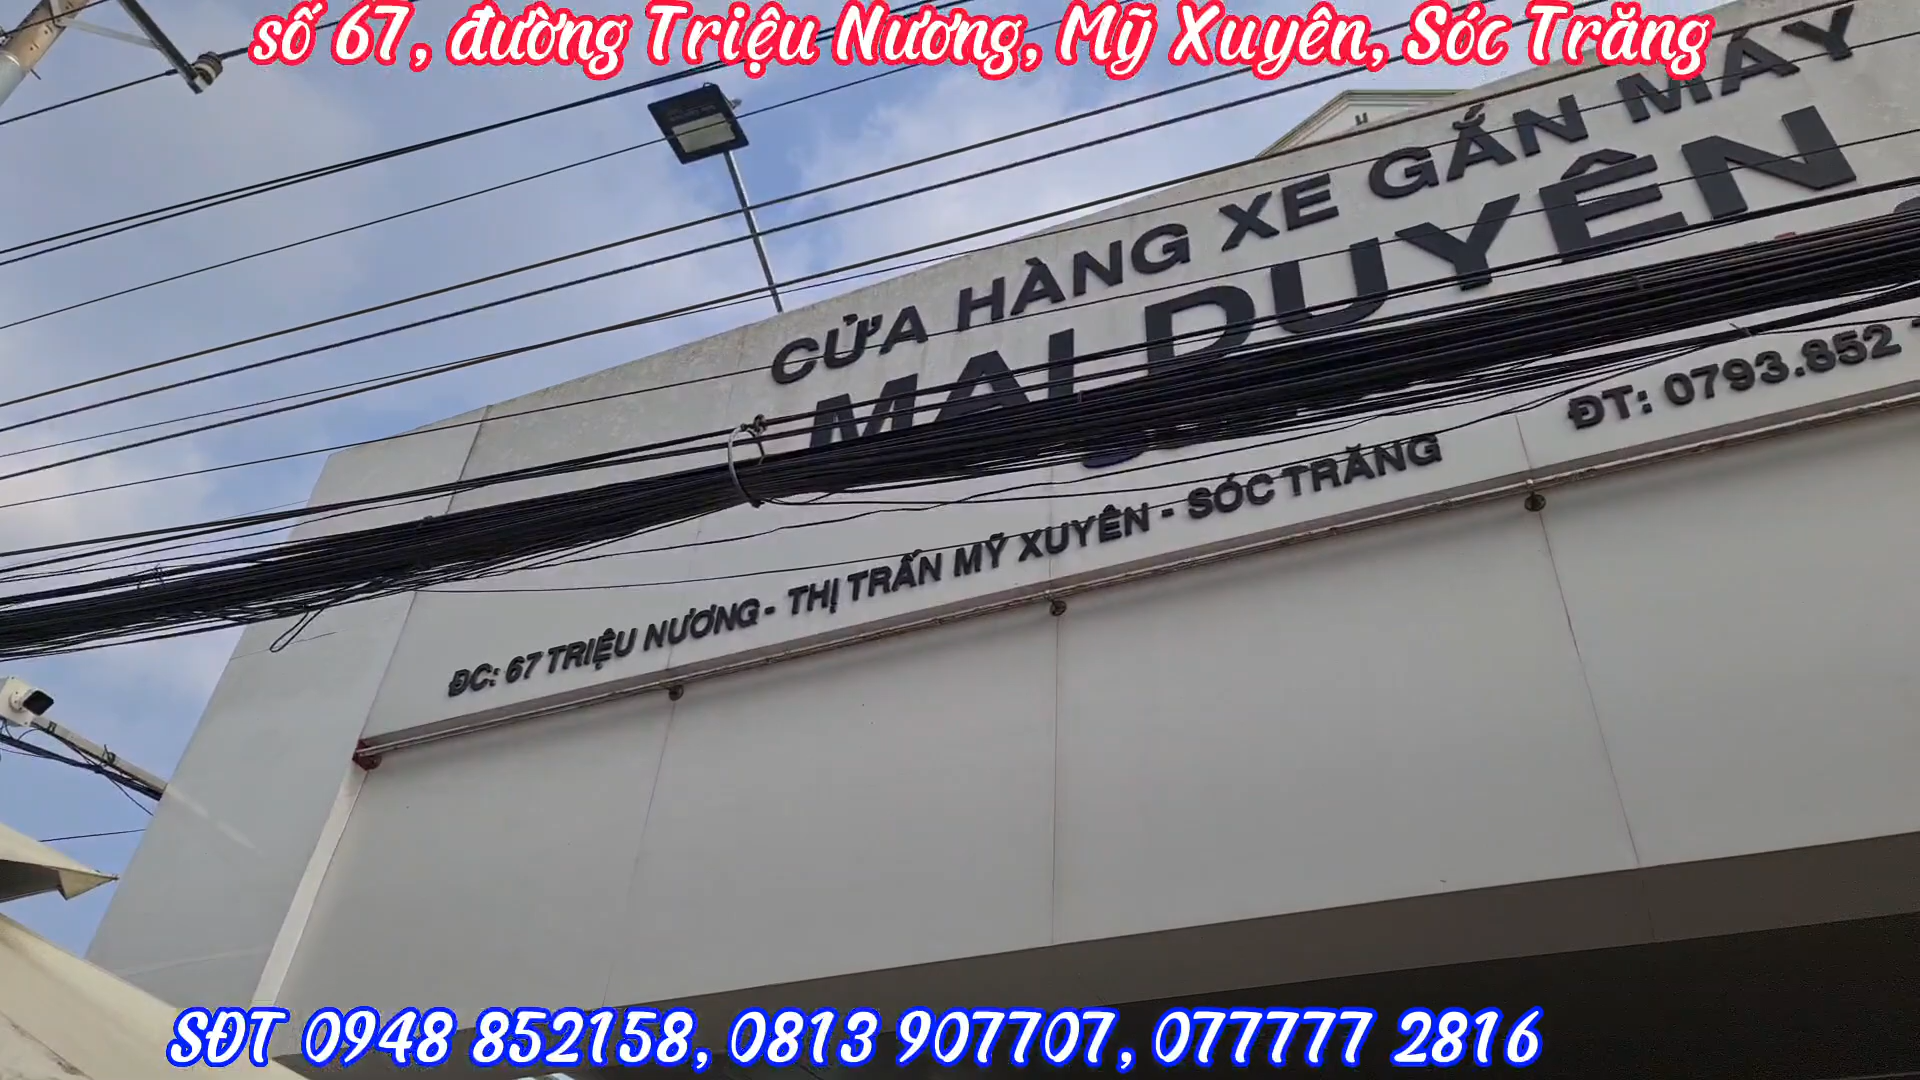 số 67, đường Triệu Nương, Mỹ Xuyên, Sóc Trăng
CỬA HÀNG XE GẮN MÁY
MAI DUYÊN
ĐT: 0793.852
ĐC: 67 TRIỆU NƯƠNG - THỊ TRẤN MỸ XUYÊN - SÓC TRĂNG
SĐT 0948 852158, 0813 907707, 077777 2816